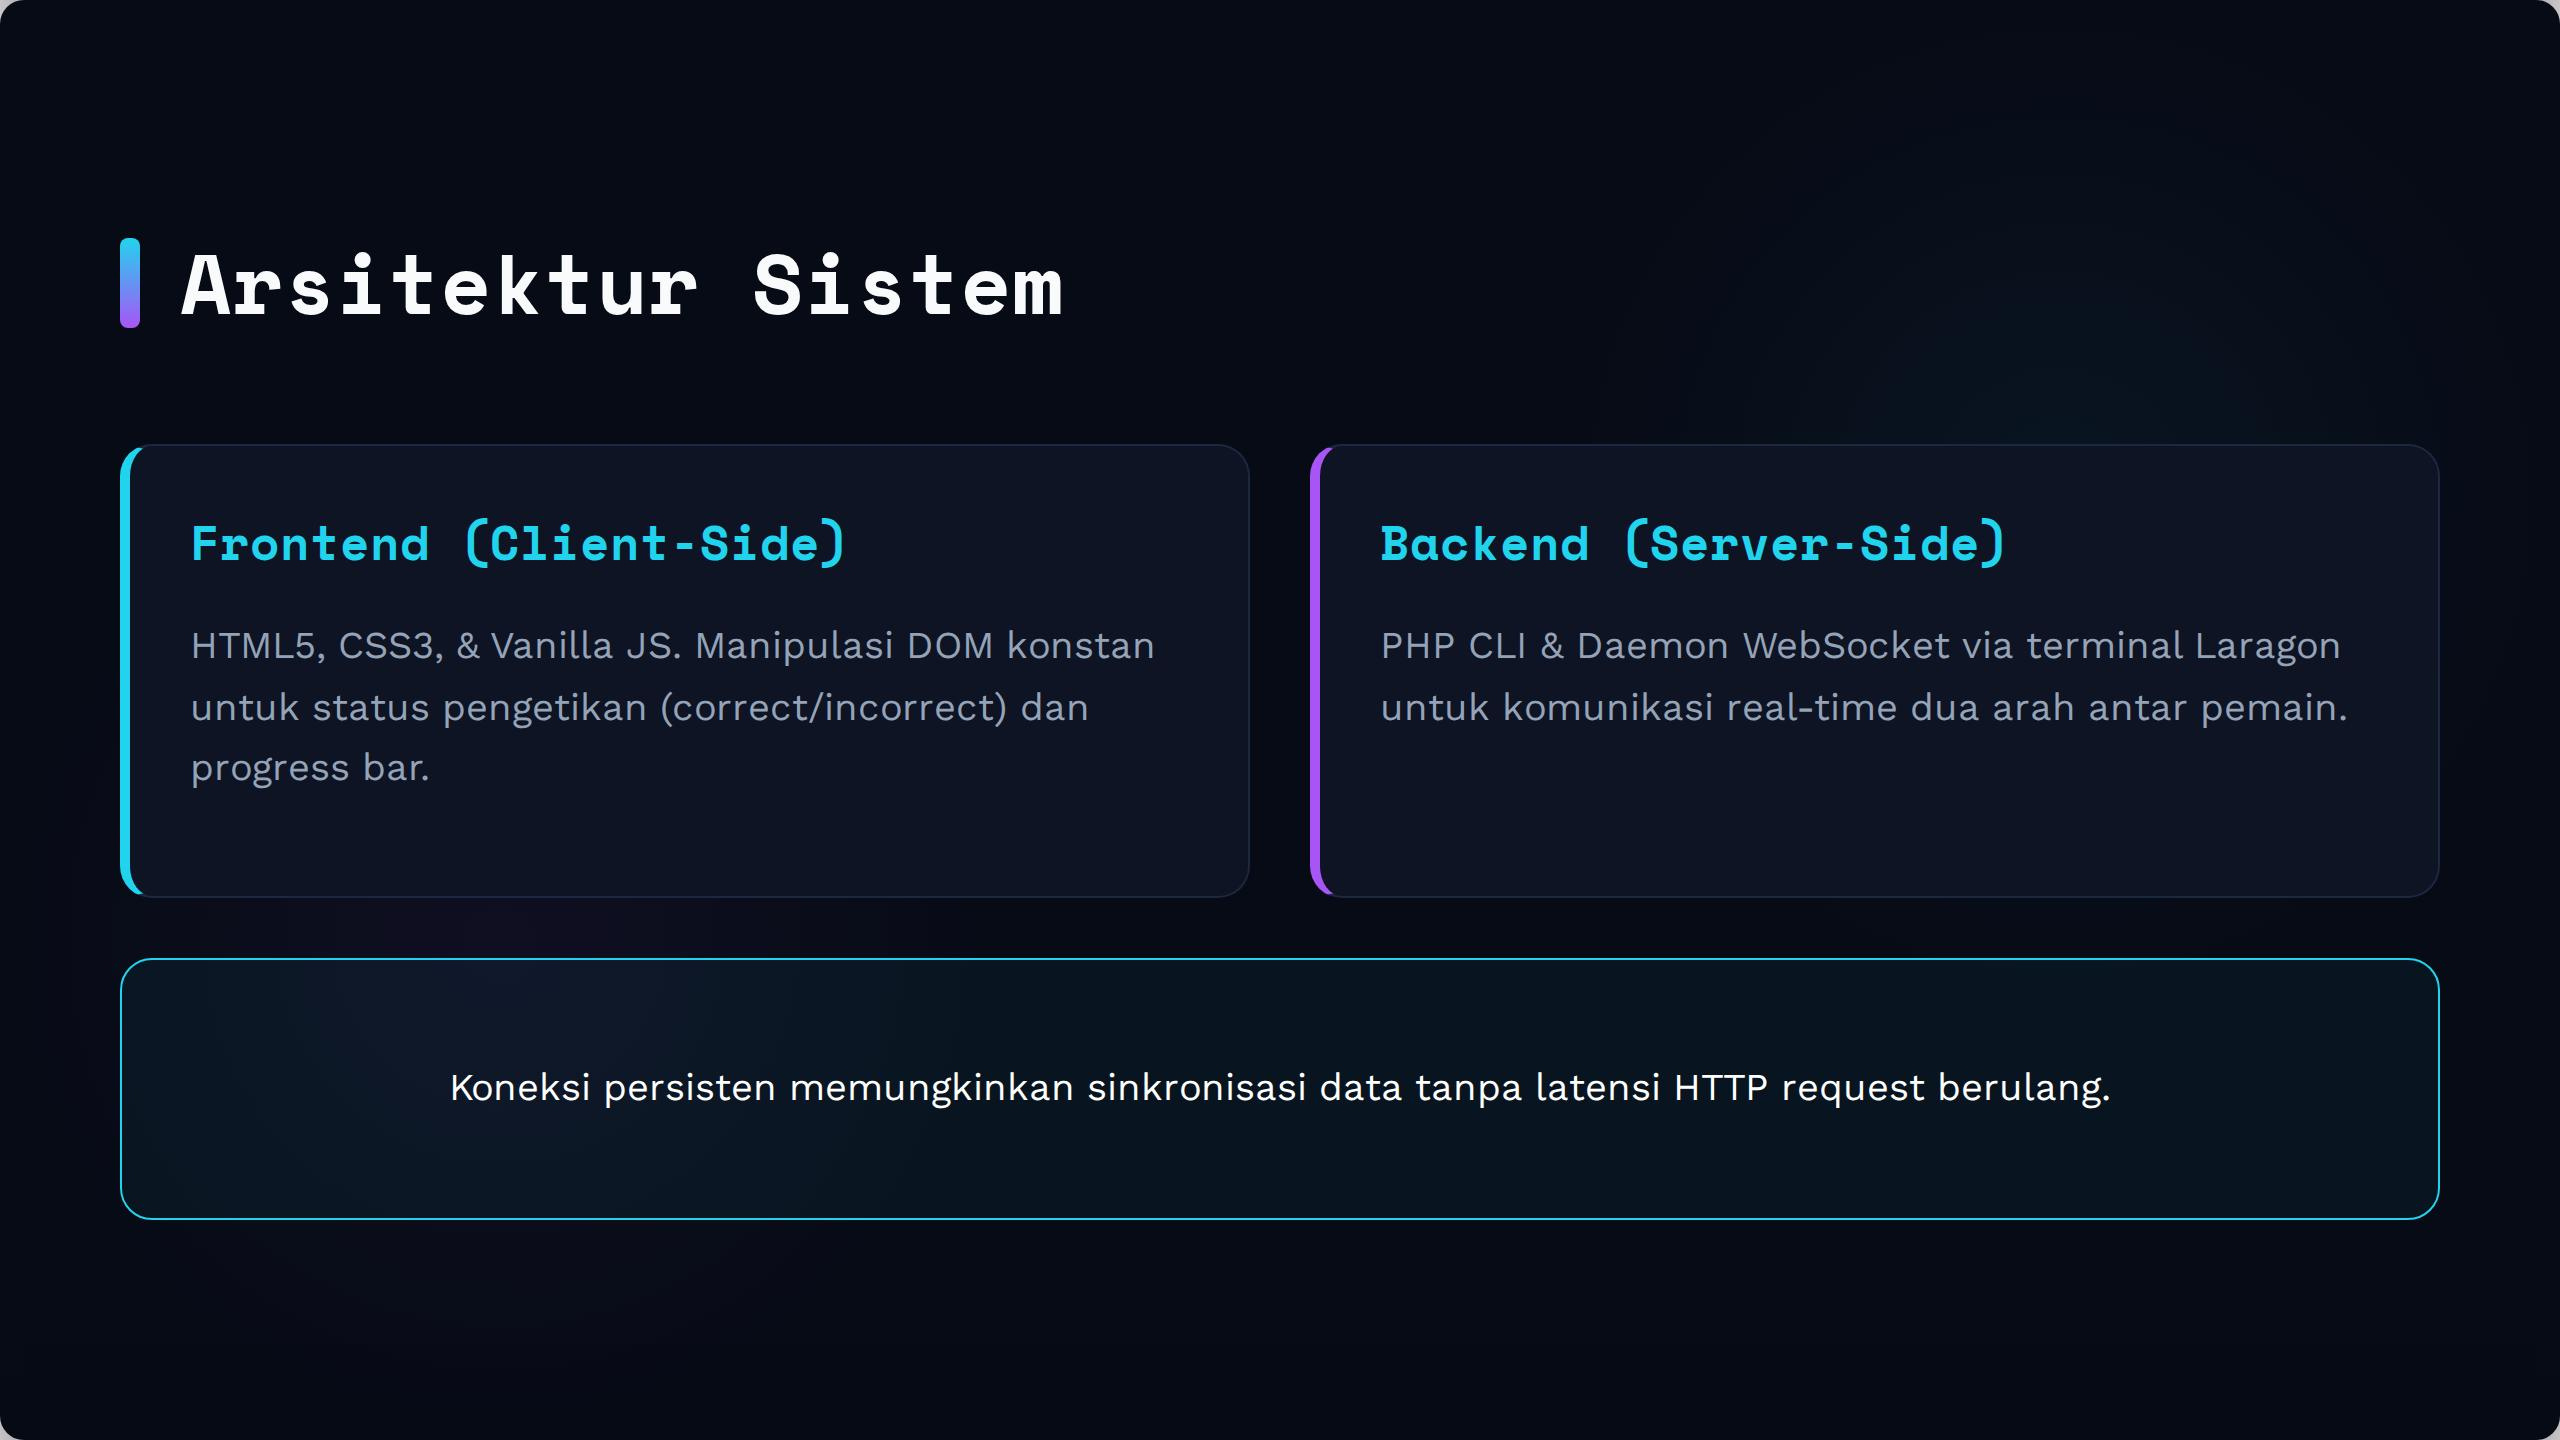 Arsitektur Sistem
Frontend (Client-Side)
HTML5, CSS3, & Vanilla JS. Manipulasi DOM konstan
untuk status pengetikan (correct/incorrect) dan
progress bar.
Backend (Server-Side)
PHP CLI & Daemon WebSocket via terminal Laragon
untuk komunikasi real-time dua arah antar pemain.
Koneksi persisten memungkinkan sinkronisasi data tanpa latensi HTTP request berulang.